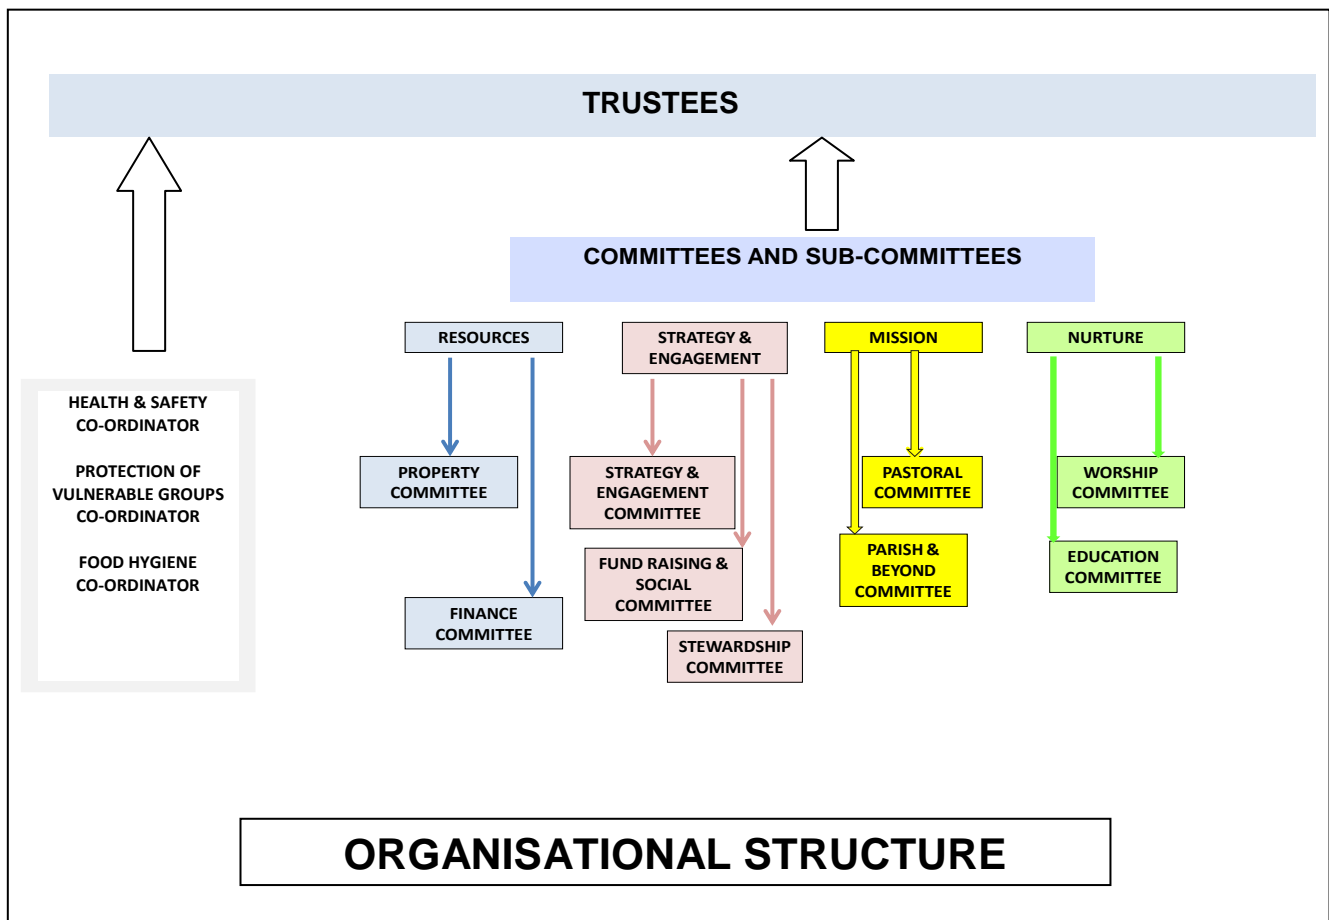 TRUSTEES
COMMITTEES AND SUB-COMMITTEES
RESOURCES
STRATEGY &
ENGAGEMENT
MISSION
NURTURE
HEALTH & SAFETY
CO-ORDINATOR
PROTECTION OF
VULNERABLE GROUPS
CO-ORDINATOR
FOOD HYGIENE
CO-ORDINATOR
PROPERTY
COMMITTEE
STRATEGY &
ENGAGEMENT
COMMITTEE
PASTORAL
COMMITTEE
WORSHIP
COMMITTEE
FUND RAISING &
SOCIAL
COMMITTEE
PARISH &
BEYOND
COMMITTEE
EDUCATION
COMMITTEE
FINANCE
COMMITTEE
STEWARDSHIP
COMMITTEE
ORGANISATIONAL STRUCTURE